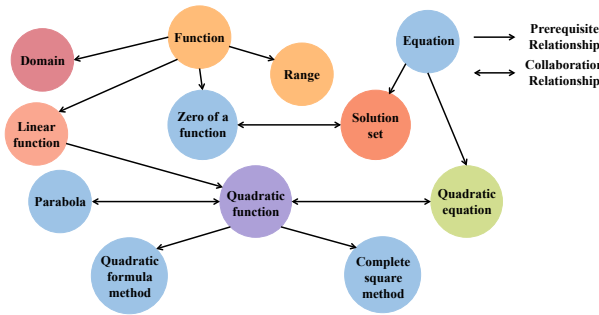 Function
Domain
Range
Equation
Prerequisite
Relationship
Collaboration
Relationship
Linear
function
Zero of a
function
Solution
set
Parabola
Quadratic
function
Quadratic
equation
Quadratic
formula
method
Complete
square
method